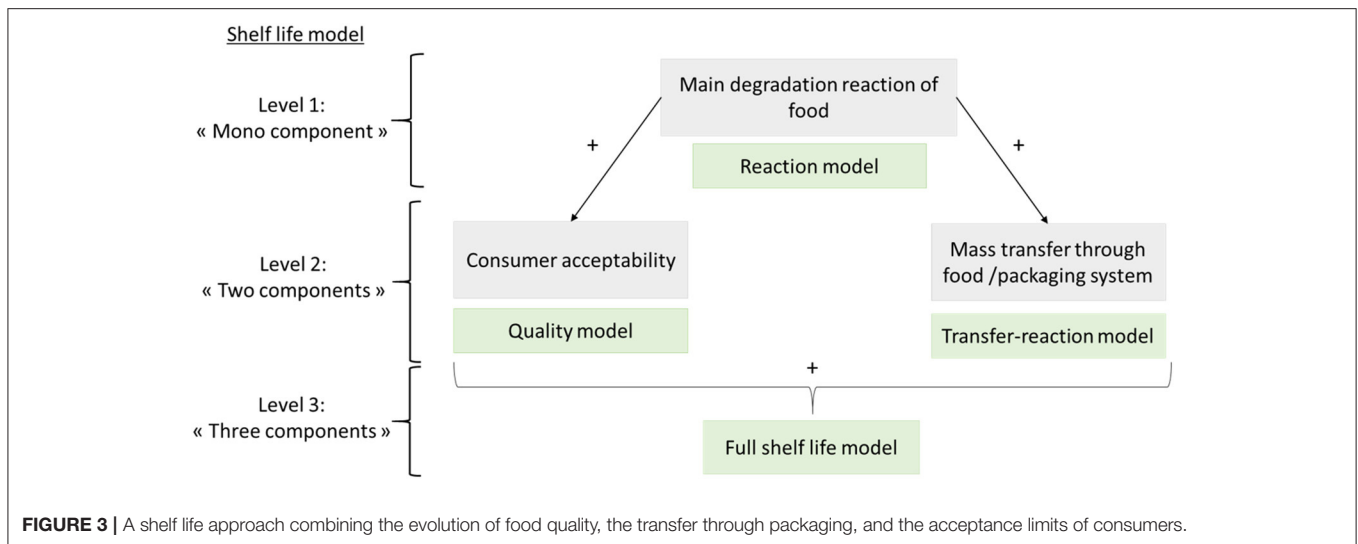 Shelf life model
Level 1:
« Mono component »
Main degradation reaction of
food
Reaction model
+
+
Level 2:
« Two components »
Consumer acceptability
Quality model
Mass transfer through
food /packaging system
Transfer-reaction model
+
Level 3:
« Three components »
Full shelf life model
FIGURE 3 | A shelf life approach combining the evolution of food quality, the transfer through packaging, and the acceptance limits of consumers.